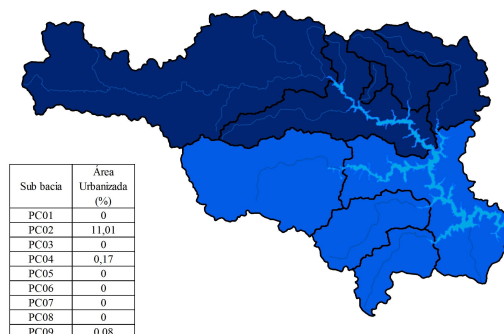 Sub bacia Área Urbanizada (%)
PC01 0
PC02 11,01
PC03 0
PC04 0,17
PC05 0
PC06 0
PC07 0
PC08 0
PC09 0,08